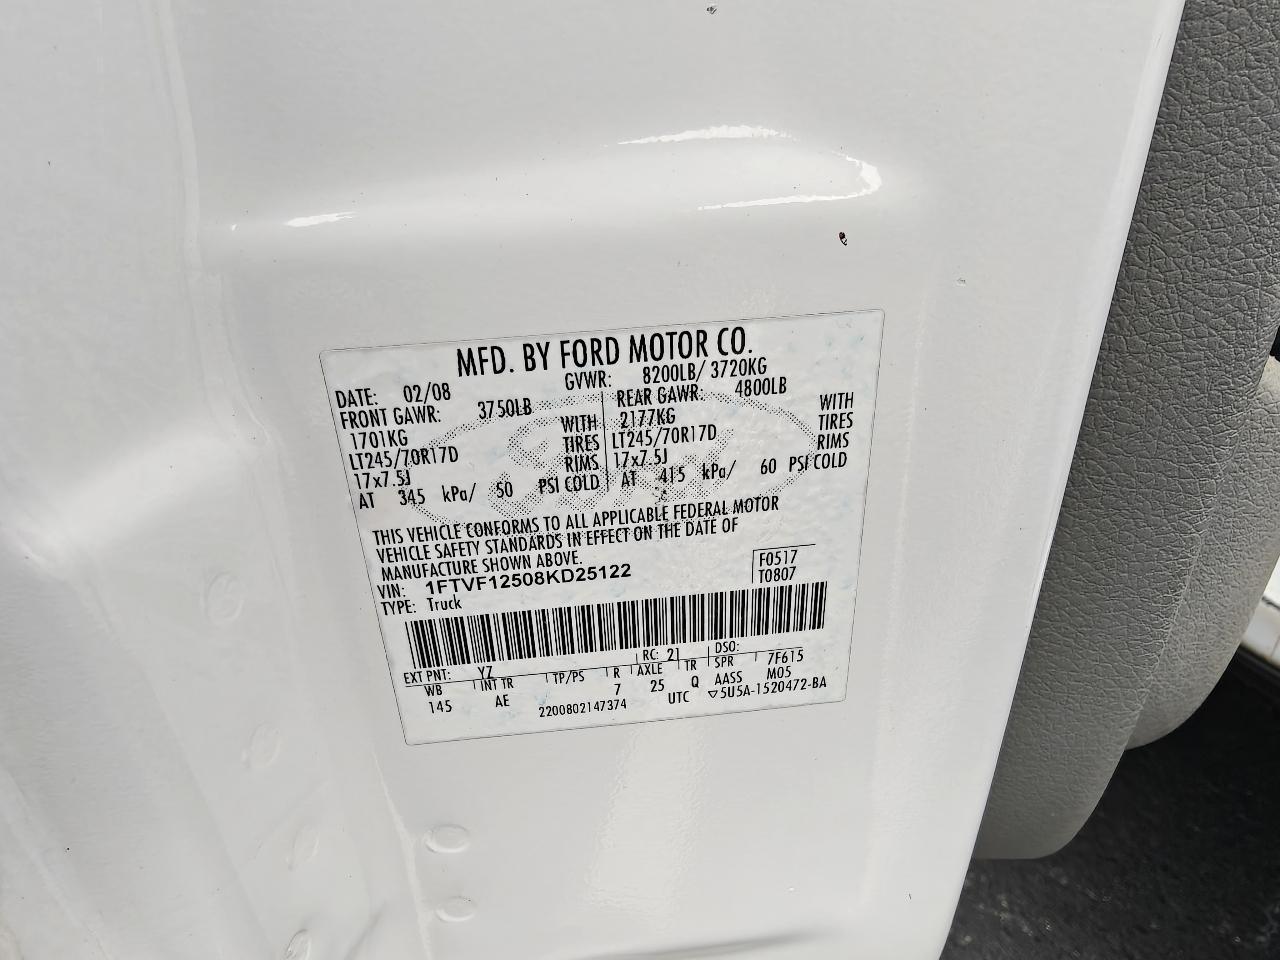 MFD. BY FORD MOTOR CO.
DATE: 02/08 GVWR: 8200LB/ 3720KG
FRONT GAWR: 3750LB REAR GAWR: 4800LB
1701KG WITH 2177KG WITH
LT245/70R17D TIRES LT245/70R17D TIRES
17x7.5J RIMS 17x7.5J RIMS
AT 345 kPa/ 50 PSI COLD AT 415 kPa/ 60 PSI COLD
THIS VEHICLE CONFORMS TO ALL APPLICABLE FEDERAL MOTOR
VEHICLE SAFETY STANDARDS IN EFFECT ON THE DATE OF
MANUFACTURE SHOWN ABOVE.
VIN: 1FTVF12508KD25122 F0517
TYPE: Truck T0807
EXT PNT: YZ RC: 21 DSO:
WB INT TR TP/PS R AXLE TR SPR 7F615
145 AE 7 25 Q AASS M05
2200802147374 UTC ▽5U5A-1520472-BA